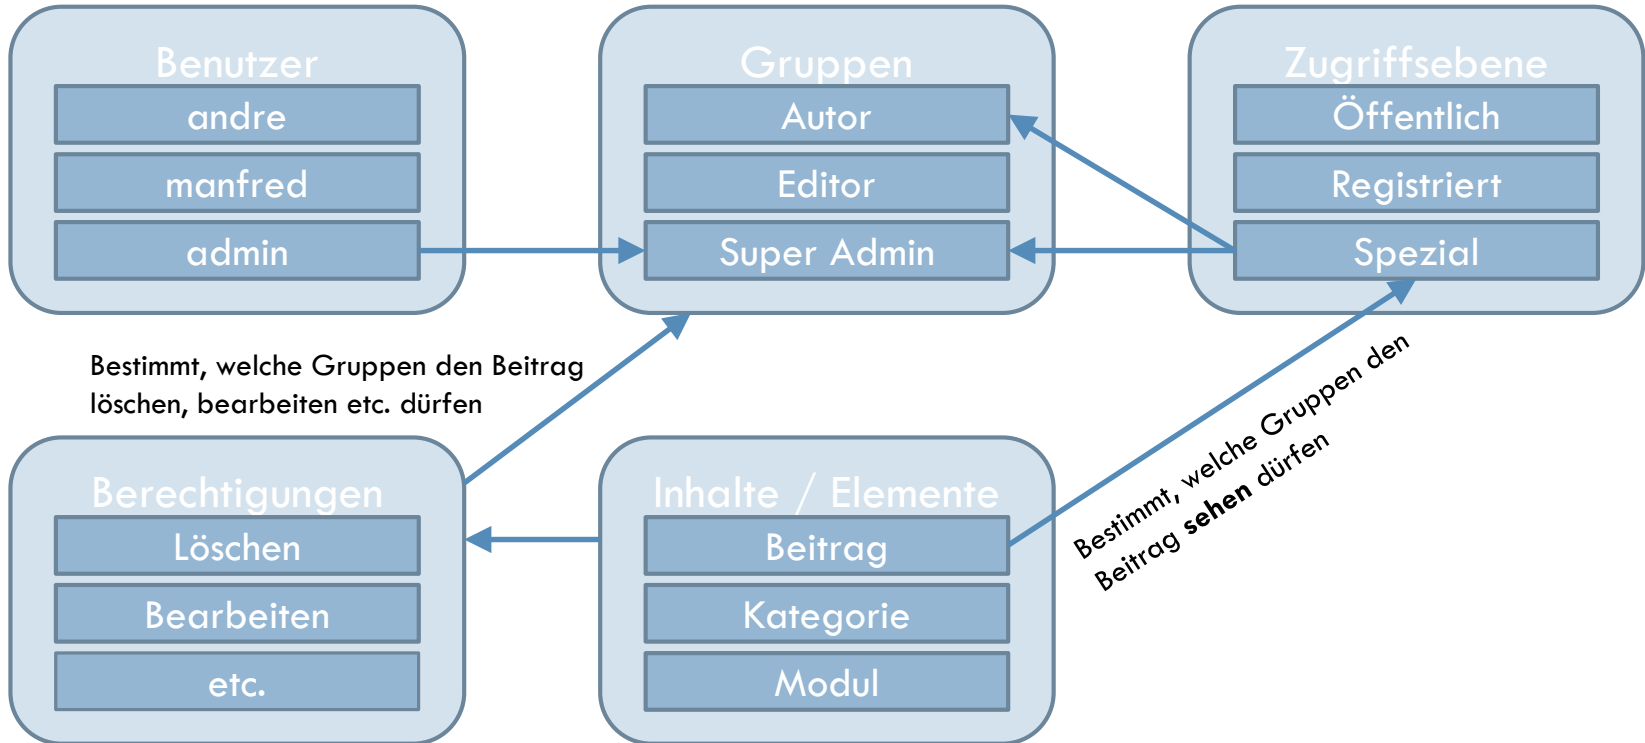 Benutzer
andre
manfred
admin
Gruppen
Autor
Editor
Super Admin
Zugriffsebene
Öffentlich
Registriert
Spezial
Bestimmt, welche Gruppen den Beitrag
löschen, bearbeiten etc. dürfen
Bestimmt, welche Gruppen den
Beitrag sehen dürfen
Berechtigungen
Löschen
Bearbeiten
etc.
Inhalte / Elemente
Beitrag
Kategorie
Modul